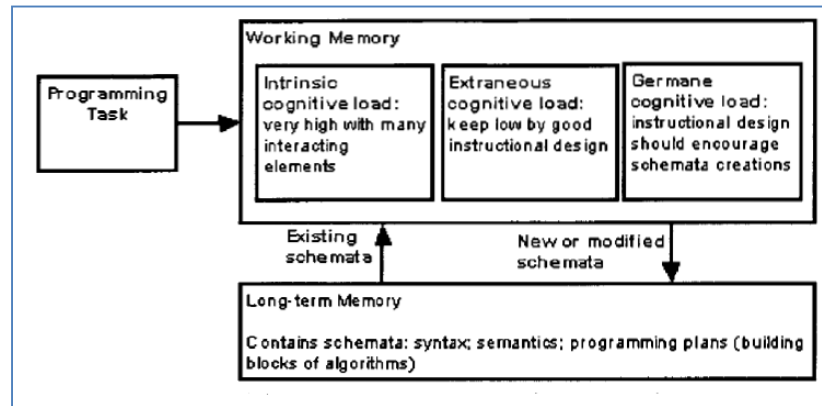 Working Memory
Programming
Task
Intrinsic
cognitive load:
very high with many
interacting
elements
Extraneous
cognitive load:
keep low by good
instructional design
Germane
cognitive load:
instructional design
should encourage
schemata creations
Existing
schemata
New or modified
schemata
Long-term Memory
Contains schemata: syntax; semantics; programming plans (building
blocks of algorithms)